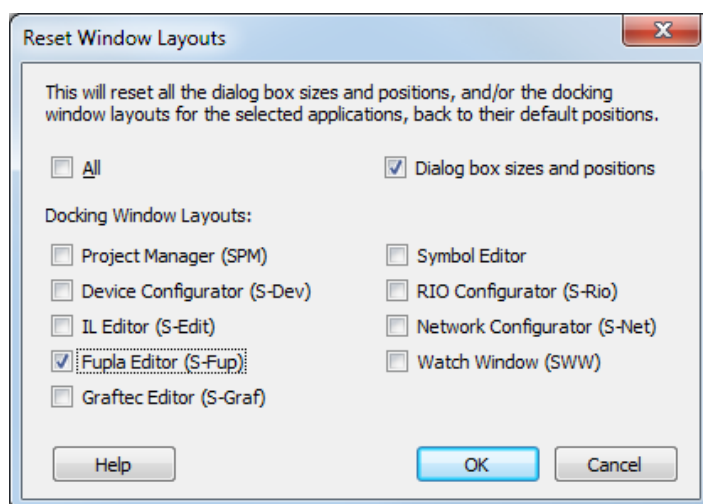 Reset Window Layouts
This will reset all the dialog box sizes and positions, and/or the docking
window layouts for the selected applications, back to their default positions.
All
Dialog box sizes and positions
Docking Window Layouts:
Project Manager (SPM)
Symbol Editor
Device Configurator (S-Dev)
RIO Configurator (S-Rio)
IL Editor (S-Edit)
Network Configurator (S-Net)
Fupla Editor (S-Fup)
Watch Window (SWW)
Graftec Editor (S-Graf)
Help
OK
Cancel